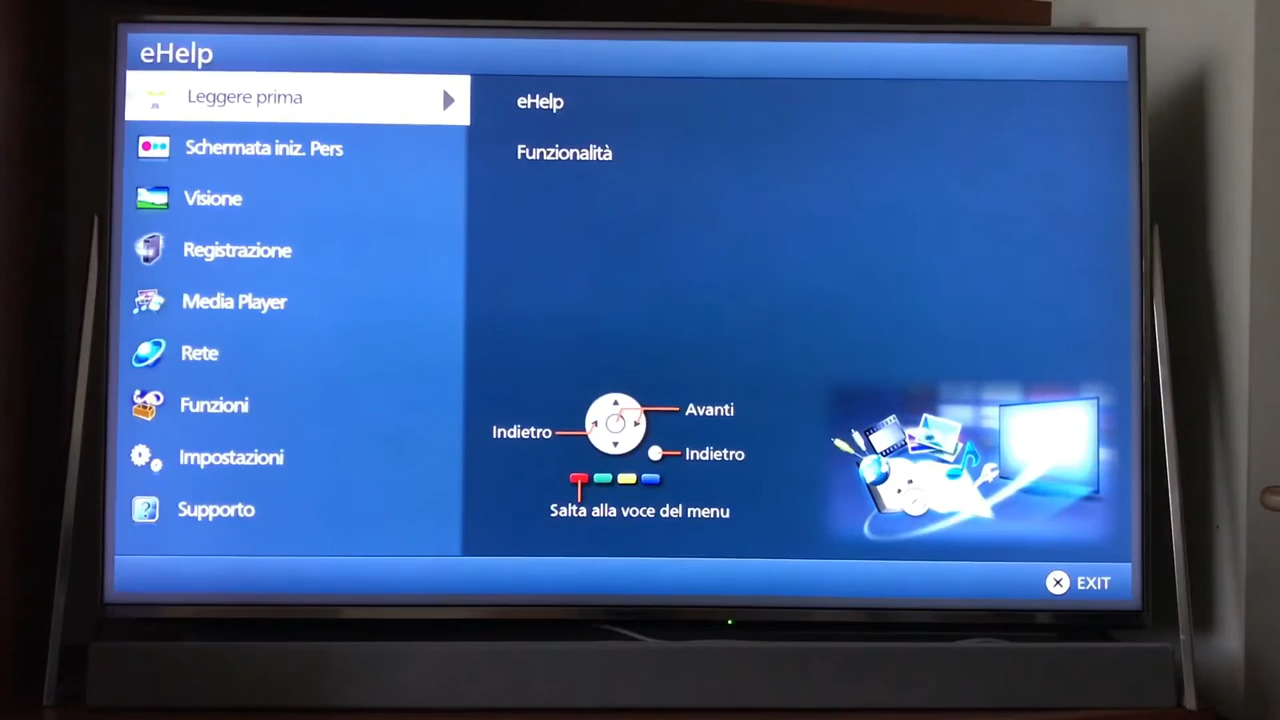 eHelp
Leggere prima
Schermata iniz. Pers
Visione
Registrazione
Media Player
Rete
Funzioni
Impostazioni
Supporto
eHelp
Funzionalità
Avanti
Indietro
Indietro
Salta alla voce del menu
EXIT